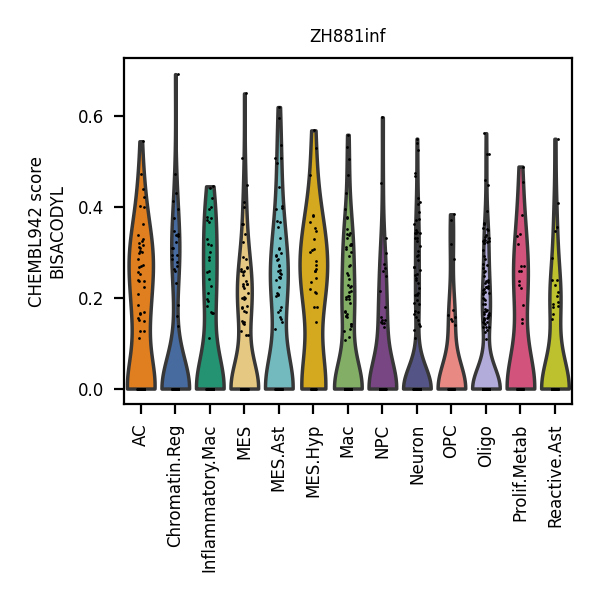 ZH881inf
CHEMBL942 score
BISACODYL
0.6
0.4
0.2
0.0
AC
Chromatin.Reg
Inflammatory.Mac
MES
MES.Ast
MES.Hyp
Mac
NPC
Neuron
OPC
Oligo
Prolif.Metab
Reactive.Ast